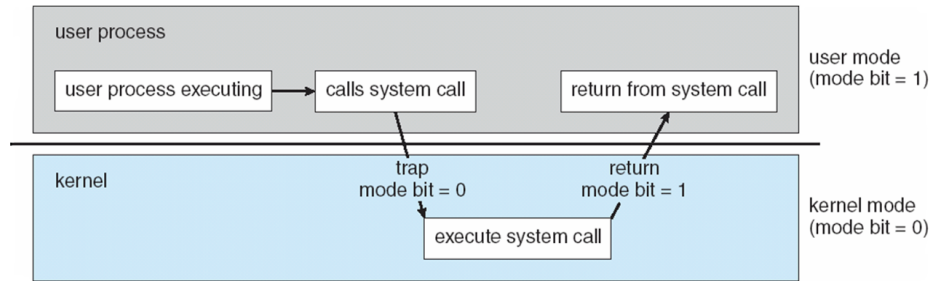 user process
user process executing
calls system call
return from system call
user mode
(mode bit = 1)
kernel
trap
mode bit = 0
return
mode bit = 1
execute system call
kernel mode
(mode bit = 0)